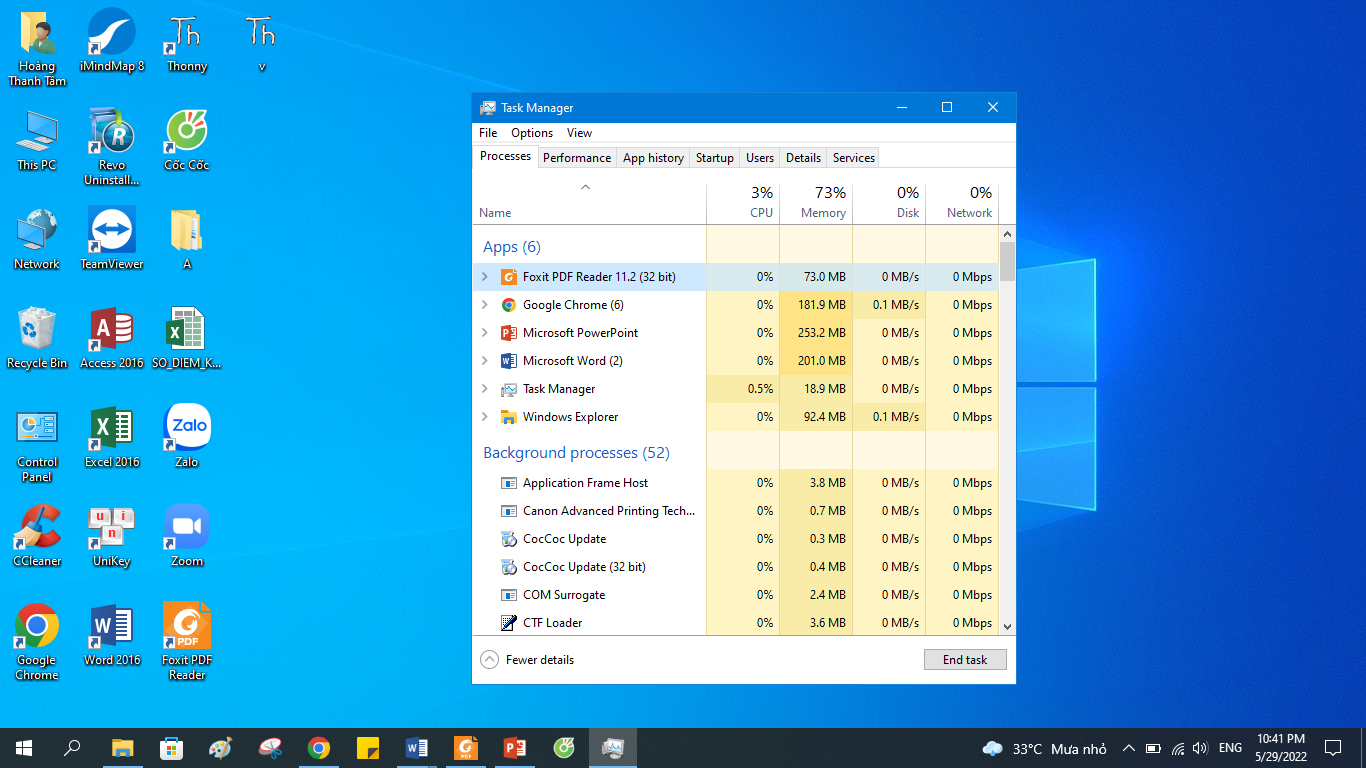 Hoàng
Thanh Tâm
iMindMap 8
Th
Thonny
Th
v
This PC
R
Revo
Uninstall...
Cốc Cốc
Network
TeamViewer
A
Recycle Bin
A
Access 2016
X
SO_DIEM_K...
Control
Panel
X
Excel 2016
Zalo
Zalo
CCleaner
u i n
UniKey
Zoom
Google
Chrome
W
Word 2016
PDF
Foxit PDF
Reader
Task Manager
File Options View
Processes Performance App history Startup Users Details Services
3% 73% 0% 0%
Name CPU Memory Disk Network
Apps (6)
Foxit PDF Reader 11.2 (32 bit) 0% 73.0 MB 0 MB/s 0 Mbps
Google Chrome (6) 0% 181.9 MB 0.1 MB/s 0 Mbps
Microsoft PowerPoint 0% 253.2 MB 0 MB/s 0 Mbps
Microsoft Word (2) 0% 201.0 MB 0 MB/s 0 Mbps
Task Manager 0.5% 18.9 MB 0 MB/s 0 Mbps
Windows Explorer 0% 92.4 MB 0.1 MB/s 0 Mbps
Background processes (52)
Application Frame Host 0% 3.8 MB 0 MB/s 0 Mbps
Canon Advanced Printing Tech... 0% 0.7 MB 0 MB/s 0 Mbps
CocCoc Update 0% 0.3 MB 0 MB/s 0 Mbps
CocCoc Update (32 bit) 0% 0.4 MB 0 MB/s 0 Mbps
COM Surrogate 0% 2.4 MB 0 MB/s 0 Mbps
CTF Loader 0% 3.6 MB 0 MB/s 0 Mbps
Fewer details End task
33°C Mưa nhỏ ENG 10:41 PM
5/29/2022